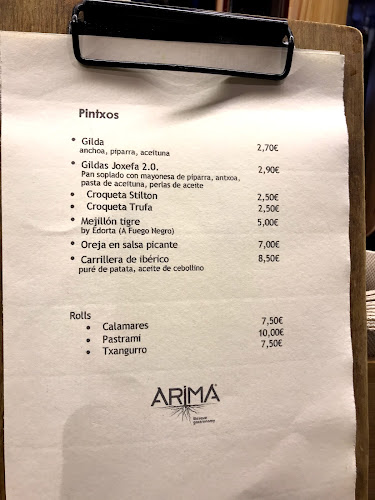 Pintxos
• Gilda 2,70€
anchoa, piparra, aceituna
• Gildas Joxefa 2.0. 2,90€
Pan soplado con mayonesa de piparra, antxoa,
pasta de aceituna, perlas de aceite
• Croqueta Stilton 2,50€
• Croqueta Trufa 2,50€
• Mejillón tigre 5,00€
by Edorta (A Fuego Negro)
• Oreja en salsa picante 7,00€
• Carrillera de ibérico 8,50€
puré de patata, aceite de cebollino
Rolls
• Calamares 7,50€
• Pastrami 10,00€
• Txangurro 7,50€
ARIMA
Basque
gastronomy